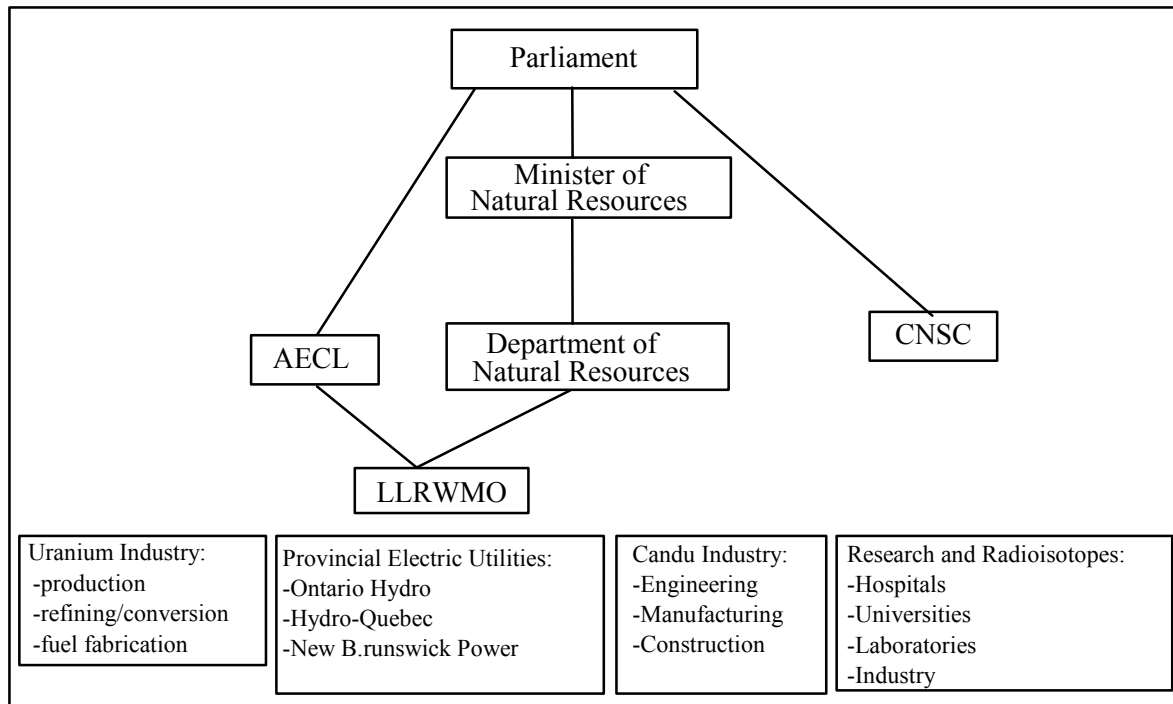 Parliament
Minister of
Natural Resources
AECL
Department of
Natural Resources
CNSC
LLRWMO
Uranium Industry:
-production
-refining/conversion
-fuel fabrication
Provincial Electric Utilities:
-Ontario Hydro
-Hydro-Quebec
-New B.runswick Power
Candu Industry:
-Engineering
-Manufacturing
-Construction
Research and Radioisotopes:
-Hospitals
-Universities
-Laboratories
-Industry